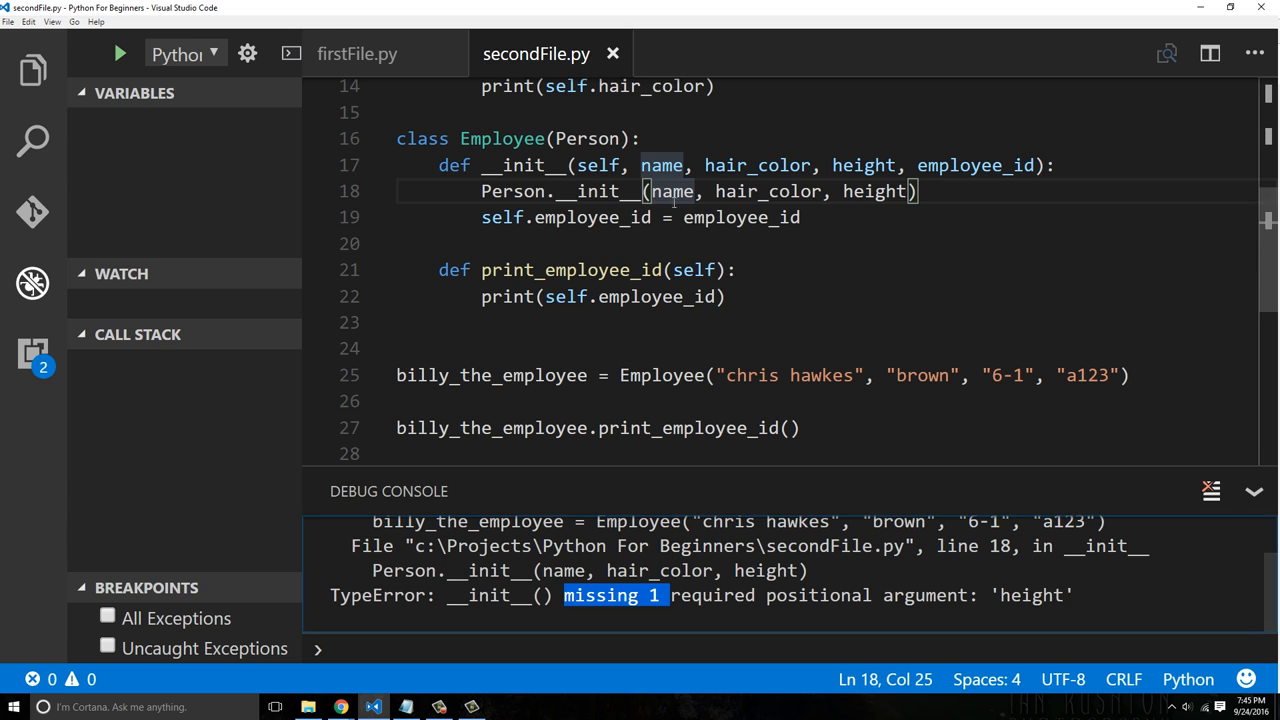 secondFile.py - Python For Beginners - Visual Studio Code
File Edit View Go Help
Pythor
firstFile.py
secondFile.py
VARIABLES
WATCH
CALL STACK
2
BREAKPOINTS
All Exceptions
Uncaught Exceptions
14 print(self.hair_color)
15
16 class Employee(Person):
17 def __init__(self, name, hair_color, height, employee_id):
18 Person.__init__(name, hair_color, height)
19 self.employee_id = employee_id
20
21 def print_employee_id(self):
22 print(self.employee_id)
23
24
25 billy_the_employee = Employee("chris hawkes", "brown", "6-1", "a123")
26
27 billy_the_employee.print_employee_id()
28
DEBUG CONSOLE
billy_the_employee = Employee("chris hawkes", "brown", "6-1", "a123")
File "c:\Projects\Python For Beginners\secondFile.py", line 18, in __init__
Person.__init__(name, hair_color, height)
TypeError: __init__() missing 1 required positional argument: 'height'
0 0
Ln 18, Col 25 Spaces: 4 UTF-8 CRLF Python
I'm Cortana. Ask me anything.
7:45 PM
9/24/2016